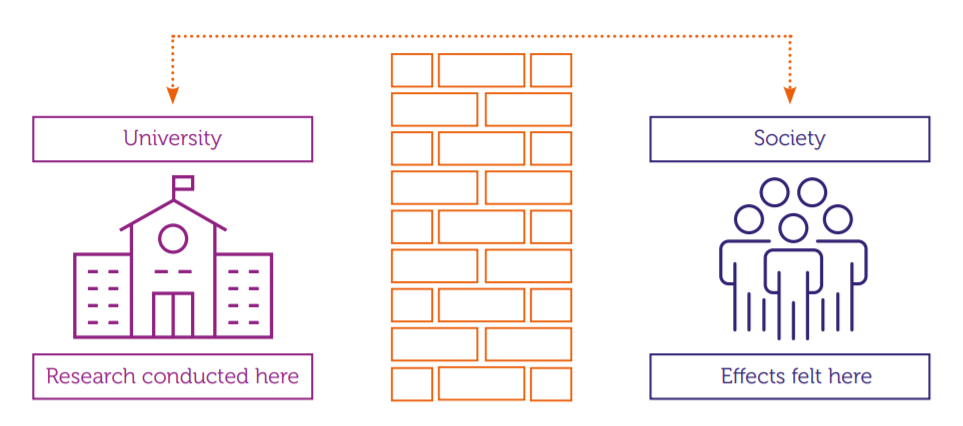 University
Society
Research conducted here
Effects felt here